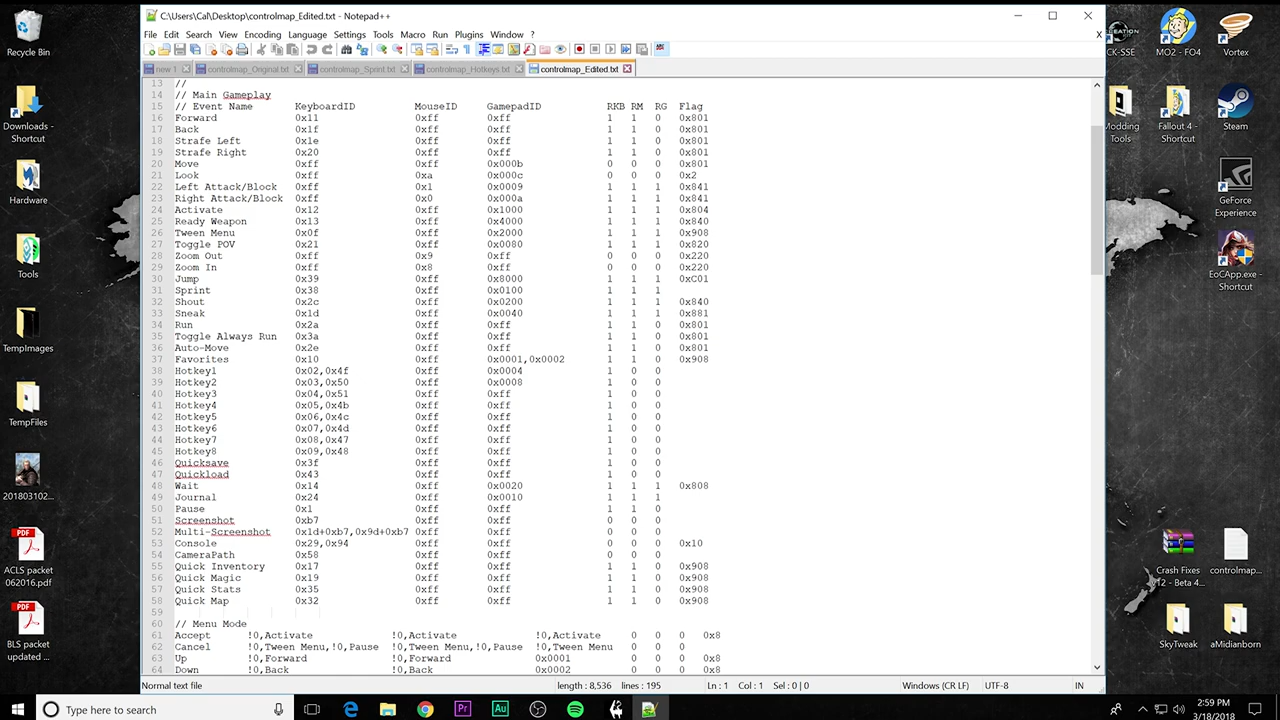 C:\Users\Cal\Desktop\controlmap_Edited.txt - Notepad++
File Edit Search View Encoding Language Settings Tools Macro Run Plugins Window ?
X
new 1 controlmap_Original.txt controlmap_Sprint.txt controlmap_Hotkeys.txt controlmap_Edited.txt
13 //
14 // Main Gameplay
15 // Event Name KeyboardID MouseID GamepadID RKB RM RG Flag
16 Forward 0x11 0xff 0xff 1 1 0 0x801
17 Back 0x1f 0xff 0xff 1 1 0 0x801
18 Strafe Left 0x1e 0xff 0xff 1 1 0 0x801
19 Strafe Right 0x20 0xff 0xff 1 1 0 0x801
20 Move 0xff 0xff 0x000b 0 0 0 0x801
21 Look 0xff 0xa 0x000c 0 0 0 0x2
22 Left Attack/Block 0xff 0x1 0x0009 1 1 1 0x841
23 Right Attack/Block 0xff 0x0 0x000a 1 1 1 0x841
24 Activate 0x12 0xff 0x1000 1 1 1 0x804
25 Ready Weapon 0x13 0xff 0x4000 1 1 1 0x840
26 Tween Menu 0x0f 0xff 0x2000 1 1 1 0x908
27 Toggle POV 0x21 0xff 0x0080 1 1 1 0x820
28 Zoom Out 0xff 0x9 0xff 0 0 0 0x220
29 Zoom In 0xff 0x8 0xff 0 0 0 0x220
30 Jump 0x39 0xff 0x8000 1 1 1 0xC01
31 Sprint 0x38 0xff 0x0100 1 1 1
32 Shout 0x2c 0xff 0x0200 1 1 1 0x840
33 Sneak 0x1d 0xff 0x0040 1 1 1 0x881
34 Run 0x2a 0xff 0xff 1 1 0 0x801
35 Toggle Always Run 0x3a 0xff 0xff 1 1 0 0x801
36 Auto-Move 0x2e 0xff 0xff 1 1 0 0x801
37 Favorites 0x10 0xff 0x0001,0x0002 1 1 0 0x908
38 Hotkey1 0x02,0x4f 0xff 0x0004 1 0 0
39 Hotkey2 0x03,0x50 0xff 0x0008 1 0 0
40 Hotkey3 0x04,0x51 0xff 0xff 1 0 0
41 Hotkey4 0x05,0x4b 0xff 0xff 1 0 0
42 Hotkey5 0x06,0x4c 0xff 0xff 1 0 0
43 Hotkey6 0x07,0x4d 0xff 0xff 1 0 0
44 Hotkey7 0x08,0x47 0xff 0xff 1 0 0
45 Hotkey8 0x09,0x48 0xff 0xff 1 0 0
46 Quicksave 0x3f 0xff 0xff 1 0 0
47 Quickload 0x43 0xff 0xff 1 0 0
48 Wait 0x14 0xff 0x0020 1 1 1 0x808
49 Journal 0x24 0xff 0x0010 1 1 1
50 Pause 0x1 0xff 0xff 0 0 0
51 Screenshot 0xb7 0xff 0xff 0 0 0
52 Multi-Screenshot 0x1d+0xb7,0x9d+0xb7 0xff 0xff 0 0 0
53 Console 0x29,0x94 0xff 0xff 0 0 0 0x10
54 CameraPath 0x58 0xff 0xff 0 0 0
55 Quick Inventory 0x17 0xff 0xff 1 1 0 0x908
56 Quick Magic 0x19 0xff 0xff 1 1 0 0x908
57 Quick Stats 0x35 0xff 0xff 1 1 0 0x908
58 Quick Map 0x32 0xff 0xff 1 1 0 0x908
59
60 // Menu Mode
61 Accept !0,Activate !0,Activate !0,Activate 0 0 0 0x8
62 Cancel !0,Tween Menu,!0,Pause !0,Tween Menu,!0,Pause !0,Tween Menu 0 0 0
63 Up !0,Forward !0,Forward 0x0001 0 0 0 0x8
64 Down !0,Back !0,Back 0x0002 0 0 0 0x8
Normal text file length : 8,536 lines : 195 Ln : 1 Col : 1 Sel : 0 | 0 Windows (CR LF) UTF-8 IN
Recycle Bin
Downloads -
Shortcut
Hardware
Tools
TempImages
TempFiles
201803102...
PDF
ACLS packet
062016.pdf
PDF
BLS packet
updated ...
CK-SSE
MO2 - FO4
Vortex
Modding
Tools
Fallout 4 -
Shortcut
Steam
GeForce
Experience
EoCApp.exe -
Shortcut
Crash Fixes
12 - Beta 4...
controlmap...
SkyTweak
aMidianborn
Type here to search
2:59 PM
3/18/2018